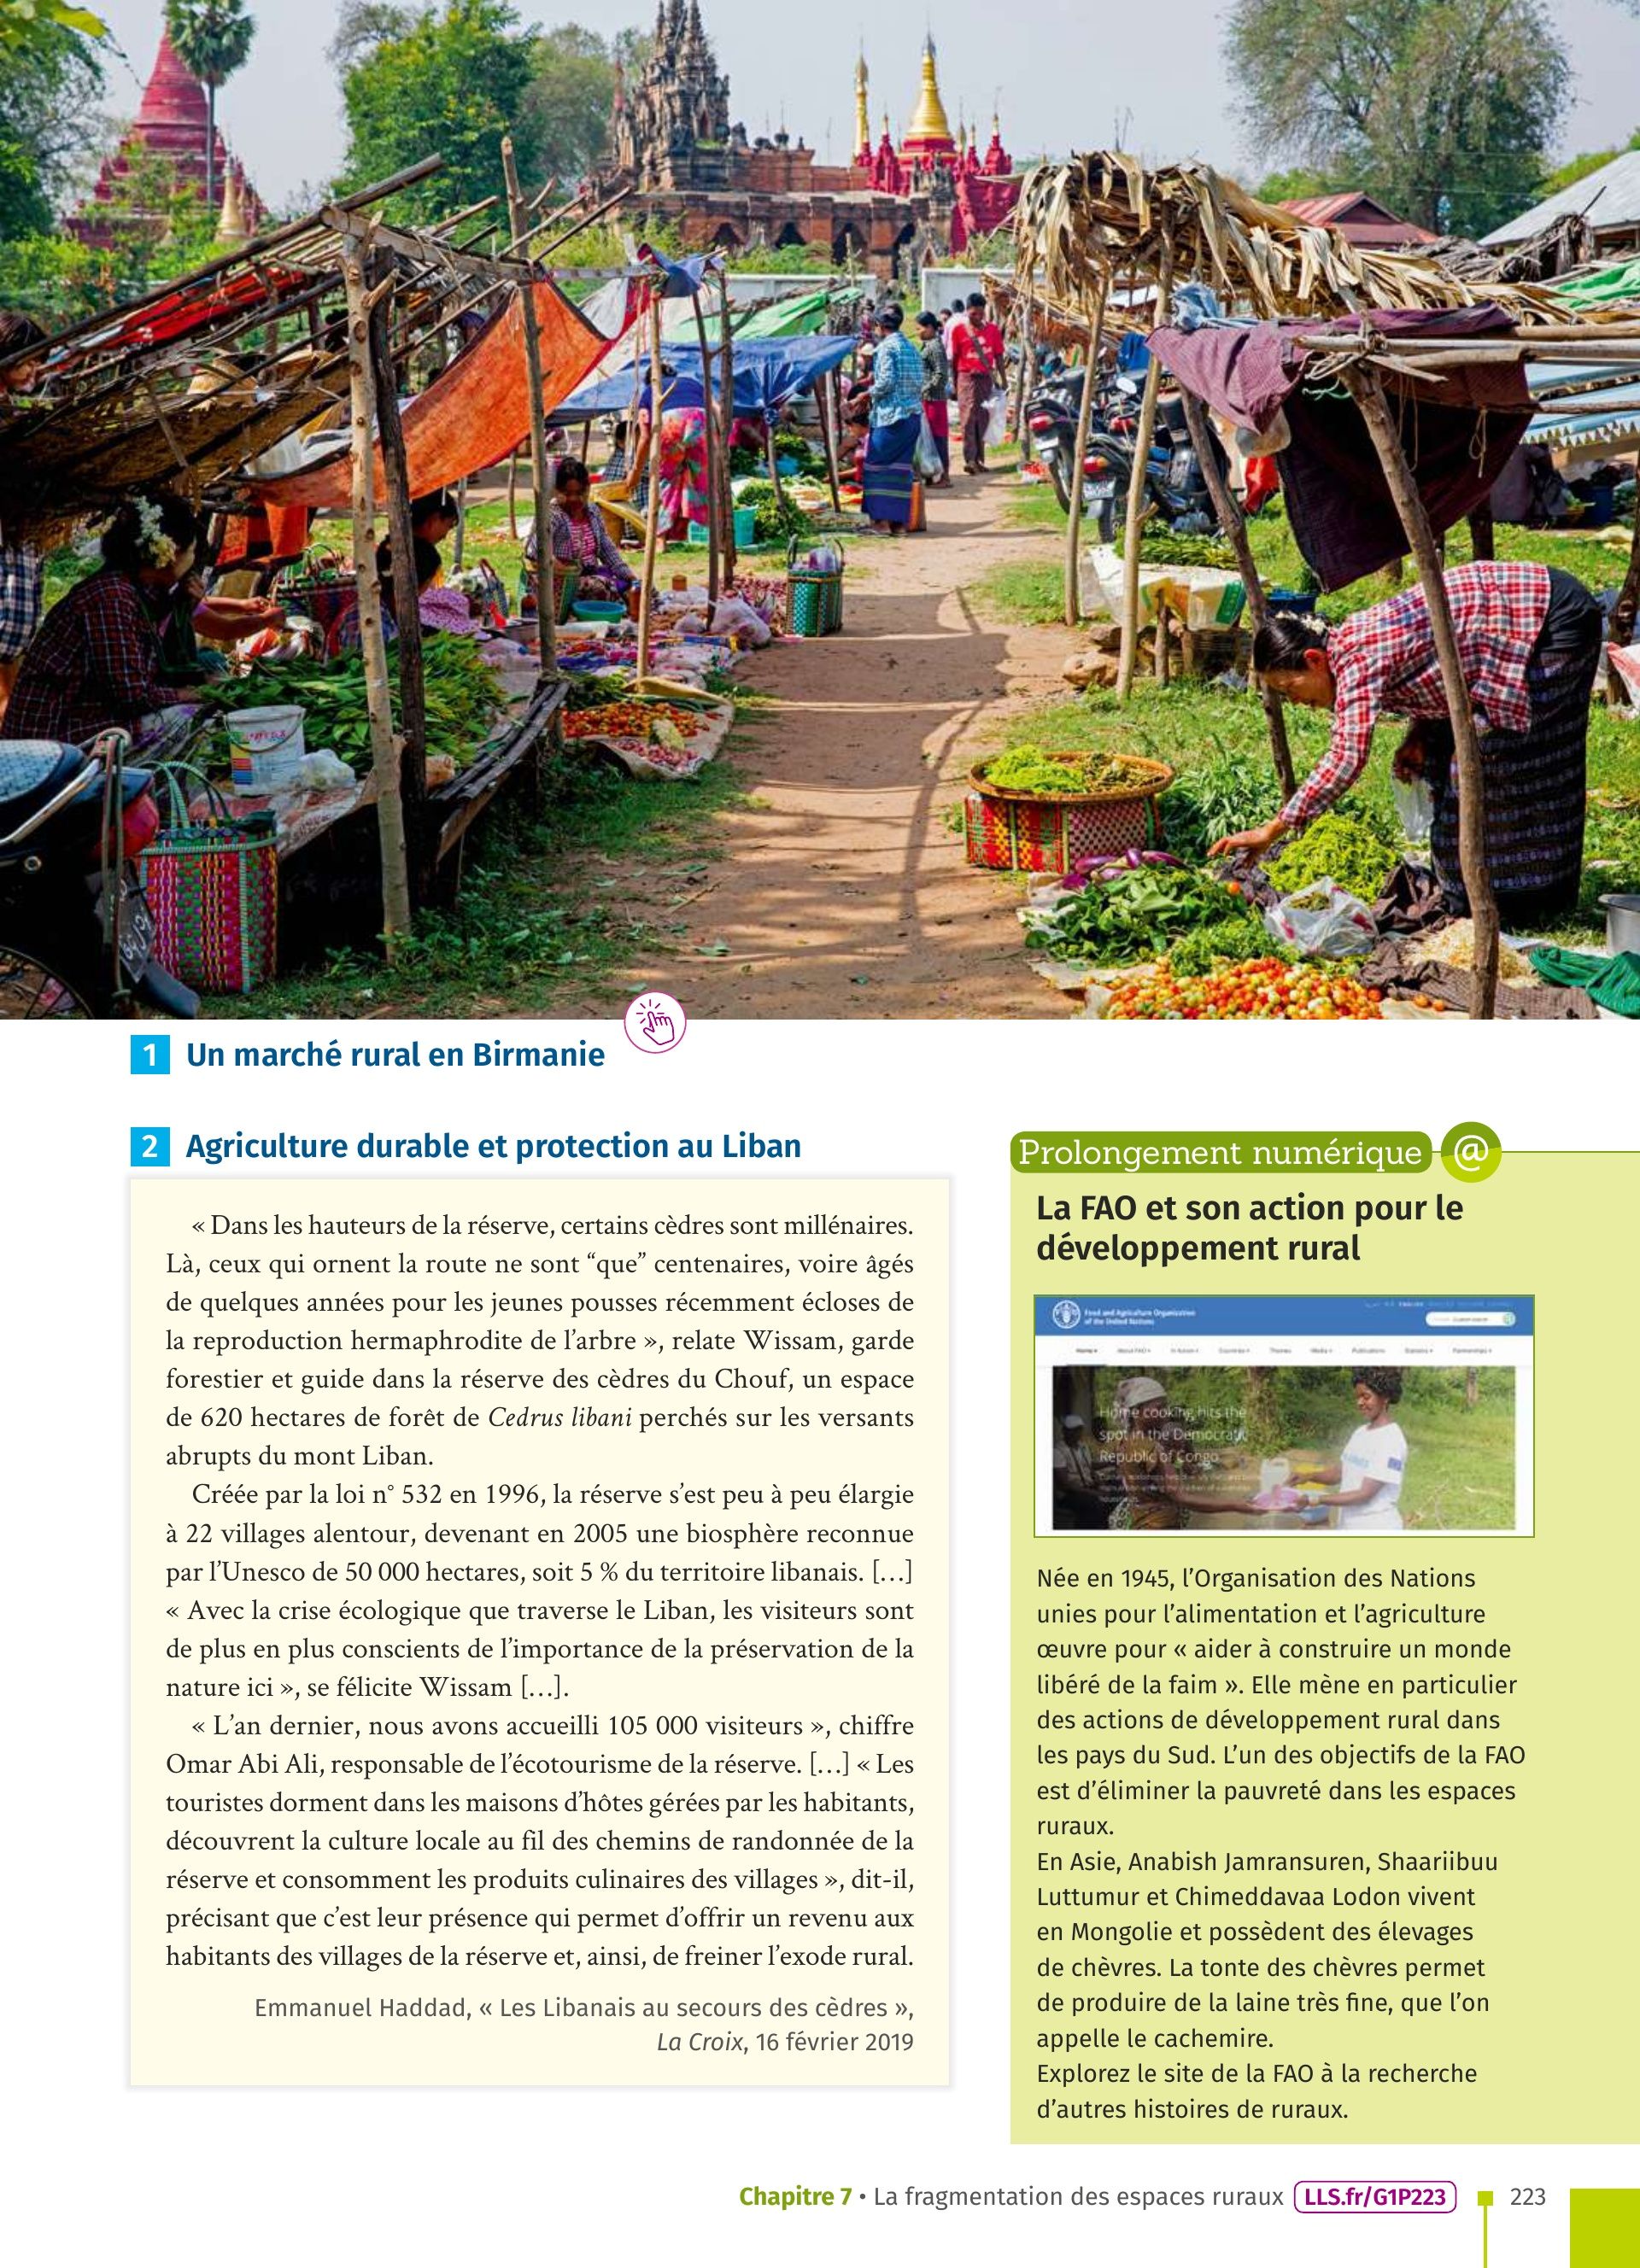 1 Un marché rural en Birmanie
2 Agriculture durable et protection au Liban
« Dans les hauteurs de la réserve, certains cèdres sont millénaires.
Là, ceux qui ornent la route ne sont “que” centenaires, voire âgés
de quelques années pour les jeunes pousses récemment écloses de
la reproduction hermaphrodite de l’arbre », relate Wissam, garde
forestier et guide dans la réserve des cèdres du Chouf, un espace
de 620 hectares de forêt de Cedrus libani perchés sur les versants
abrupts du mont Liban.
Créée par la loi n° 532 en 1996, la réserve s’est peu à peu élargie
à 22 villages alentour, devenant en 2005 une biosphère reconnue
par l’Unesco de 50 000 hectares, soit 5 % du territoire libanais. […]
« Avec la crise écologique que traverse le Liban, les visiteurs sont
de plus en plus conscients de l’importance de la préservation de la
nature ici », se félicite Wissam […].
« L’an dernier, nous avons accueilli 105 000 visiteurs », chiffre
Omar Abi Ali, responsable de l’écotourisme de la réserve. […] « Les
touristes dorment dans les maisons d’hôtes gérées par les habitants,
découvrent la culture locale au fil des chemins de randonnée de la
réserve et consomment les produits culinaires des villages », dit-il,
précisant que c’est leur présence qui permet d’offrir un revenu aux
habitants des villages de la réserve et, ainsi, de freiner l’exode rural.
Emmanuel Haddad, « Les Libanais au secours des cèdres »,
La Croix, 16 février 2019
Prolongement numérique @
La FAO et son action pour le
développement rural
Food and Agriculture Organization
of the United Nations
Home cooking hits the
spot in the Democratic
Republic of Congo
Née en 1945, l’Organisation des Nations
unies pour l’alimentation et l’agriculture
œuvre pour « aider à construire un monde
libéré de la faim ». Elle mène en particulier
des actions de développement rural dans
les pays du Sud. L’un des objectifs de la FAO
est d’éliminer la pauvreté dans les espaces
ruraux.
En Asie, Anabish Jamransuren, Shaariibuu
Luttumur et Chimeddavaa Lodon vivent
en Mongolie et possèdent des élevages
de chèvres. La tonte des chèvres permet
de produire de la laine très fine, que l’on
appelle le cachemire.
Explorez le site de la FAO à la recherche
d’autres histoires de ruraux.
Chapitre 7 • La fragmentation des espaces ruraux LLS.fr/G1P223 223